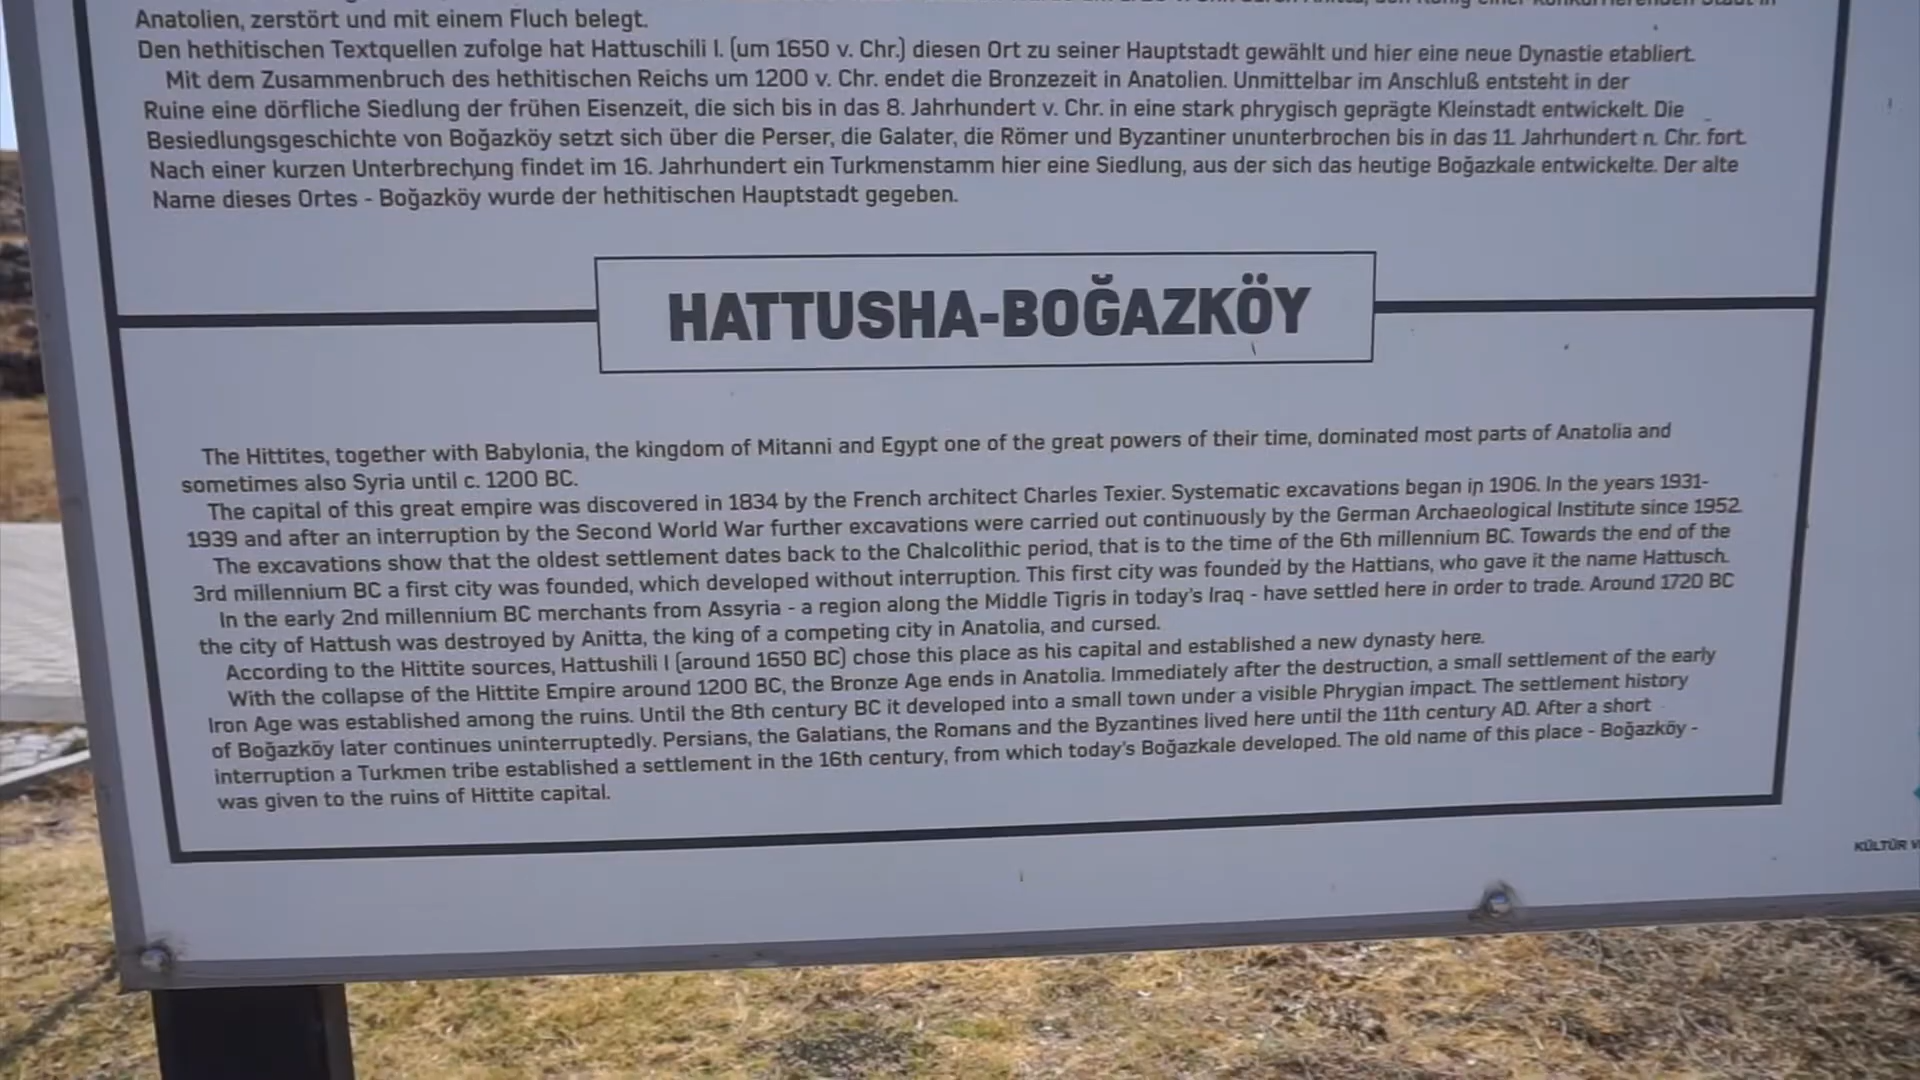 Anatolien, zerstört und mit einem Fluch belegt.
Den hethitischen Textquellen zufolge hat Hattuschili I. (um 1650 v. Chr.) diesen Ort zu seiner Hauptstadt gewählt und hier eine neue Dynastie etabliert.
Mit dem Zusammenbruch des hethitischen Reichs um 1200 v. Chr. endet die Bronzezeit in Anatolien. Unmittelbar im Anschluß entsteht in der
Ruine eine dörfliche Siedlung der frühen Eisenzeit, die sich bis in das 8. Jahrhundert v. Chr. in eine stark phrygisch geprägte Kleinstadt entwickelt. Die
Besiedlungsgeschichte von Boğazköy setzt sich über die Perser, die Galater, die Römer und Byzantiner ununterbrochen bis in das 11. Jahrhundert n. Chr. fort.
Nach einer kurzen Unterbrechung findet im 16. Jahrhundert ein Turkmenstamm hier eine Siedlung, aus der sich das heutige Boğazkale entwickelte. Der alte
Name dieses Ortes - Boğazköy wurde der hethitischen Hauptstadt gegeben.
HATTUSHA-BOĞAZKÖY
The Hittites, together with Babylonia, the kingdom of Mitanni and Egypt one of the great powers of their time, dominated most parts of Anatolia and
sometimes also Syria until c. 1200 BC.
The capital of this great empire was discovered in 1834 by the French architect Charles Texier. Systematic excavations began in 1906. In the years 1931-
1939 and after an interruption by the Second World War further excavations were carried out continuously by the German Archaeological Institute since 1952.
The excavations show that the oldest settlement dates back to the Chalcolithic period, that is to the time of the 6th millennium BC. Towards the end of the
3rd millennium BC a first city was founded, which developed without interruption. This first city was founded by the Hattians, who gave it the name Hattusch.
In the early 2nd millennium BC merchants from Assyria - a region along the Middle Tigris in today's Iraq - have settled here in order to trade. Around 1720 BC
the city of Hattush was destroyed by Anitta, the king of a competing city in Anatolia, and cursed.
According to the Hittite sources, Hattushili I (around 1650 BC) chose this place as his capital and established a new dynasty here.
With the collapse of the Hittite Empire around 1200 BC, the Bronze Age ends in Anatolia. Immediately after the destruction, a small settlement of the early
Iron Age was established among the ruins. Until the 8th century BC it developed into a small town under a visible Phrygian impact. The settlement history
of Boğazköy later continues uninterruptedly. Persians, the Galatians, the Romans and the Byzantines lived here until the 11th century AD. After a short
interruption a Turkmen tribe established a settlement in the 16th century, from which today's Boğazkale developed. The old name of this place - Boğazköy -
was given to the ruins of Hittite capital.
KÜLTÜR